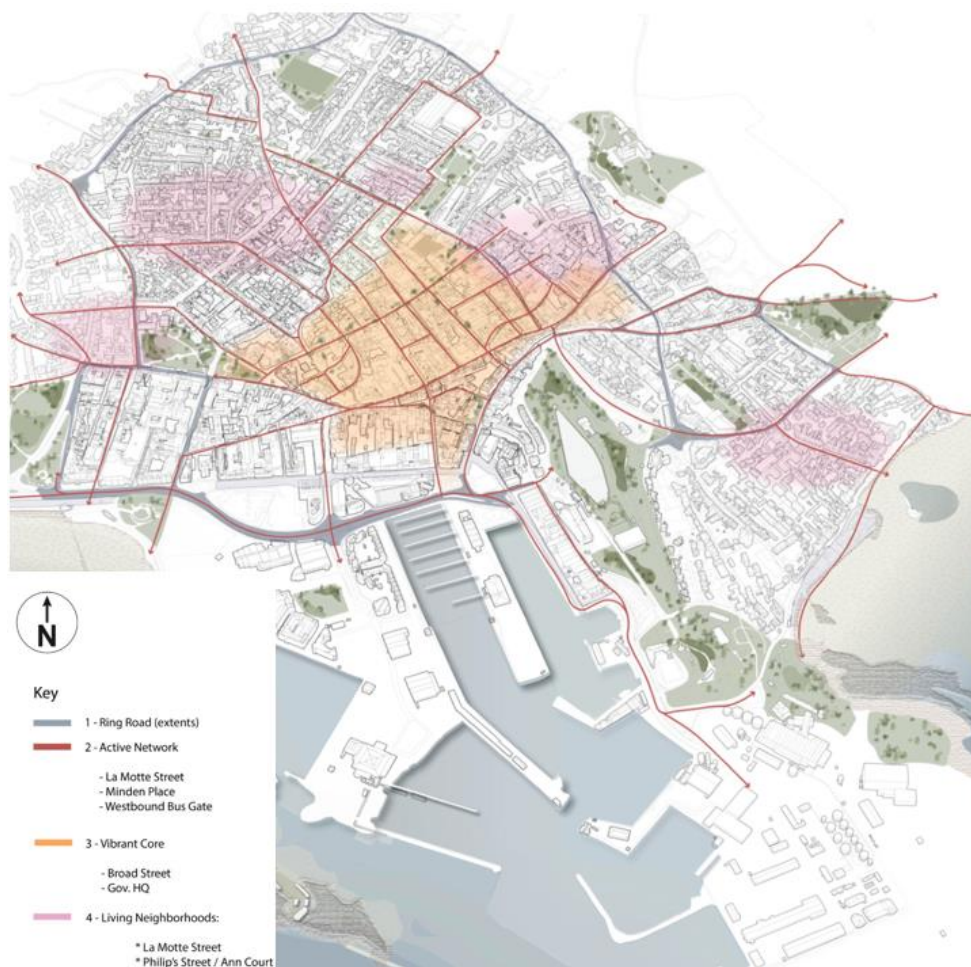 N
Key
1 - Ring Road (extents)
2 - Active Network
- La Motte Street
- Minden Place
- Westbound Bus Gate
3 - Vibrant Core
- Broad Street
- Gov. HQ
4 - Living Neighborhoods:
* La Motte Street
* Philip's Street / Ann Court